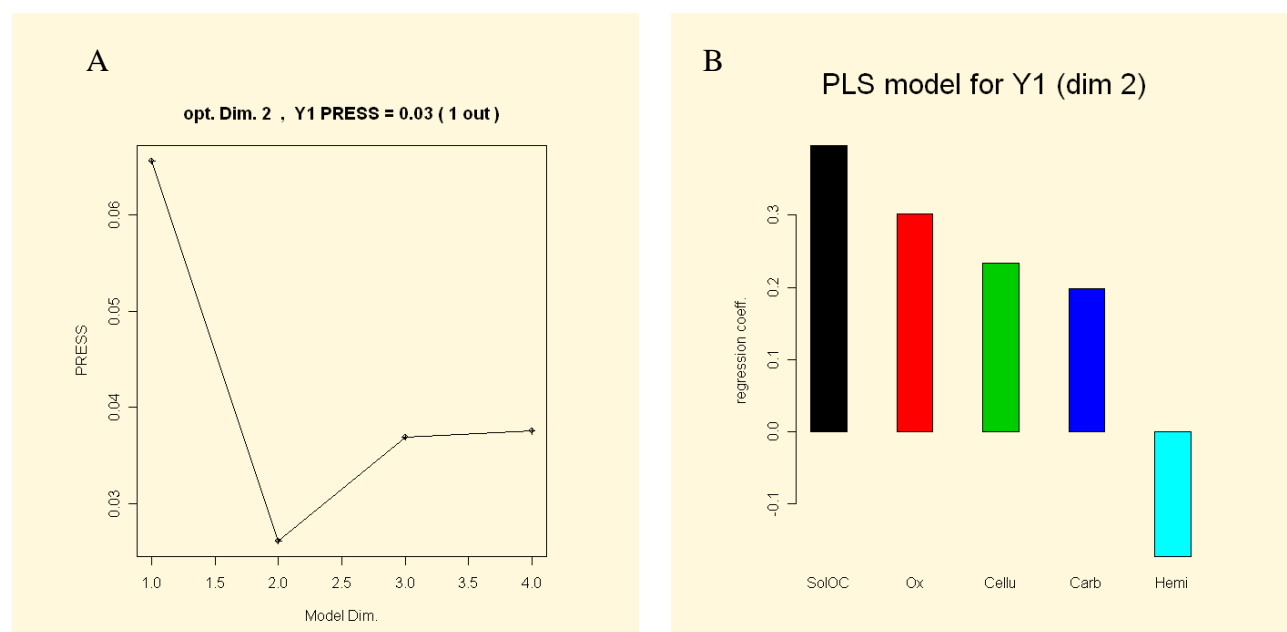 A
opt. Dim. 2 , Y1 PRESS = 0.03 ( 1 out )
PRESS
0.06
0.05
0.04
0.03
1.0 1.5 2.0 2.5 3.0 3.5 4.0
Model Dim.
B
PLS model for Y1 (dim 2)
regression coeff.
0.3
0.2
0.1
0.0
-0.1
SolOC Ox Cellu Carb Hemi